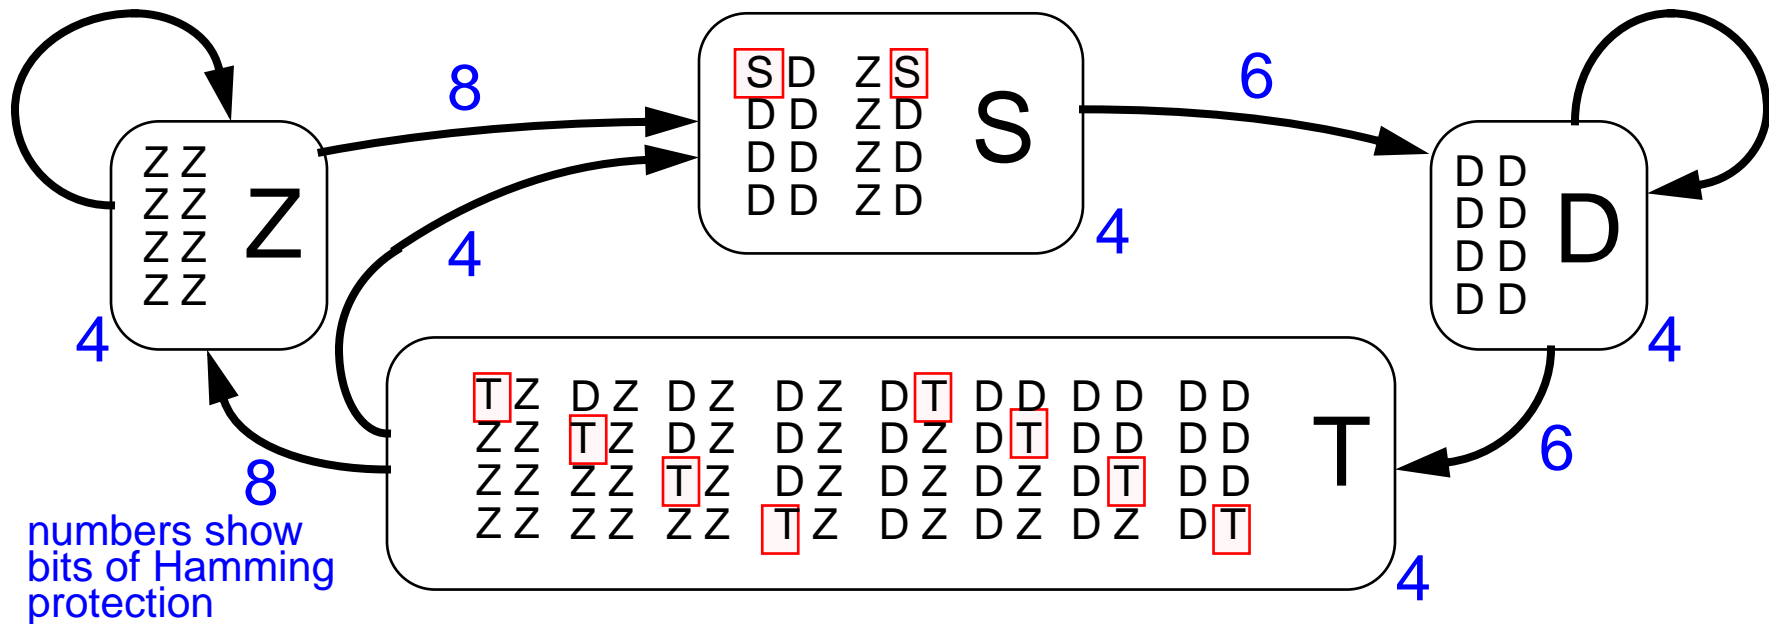 8
6
S D Z S
D D Z D
D D Z D
D D Z D
S
4
Z Z
Z Z
Z Z
Z Z
Z
4
4
D D
D D
D D
D D
D
4
T Z D Z D Z D Z D T D D D D D D
Z Z T Z D Z D Z D Z D T D D D D
Z Z Z Z T Z D Z D Z D Z D T D D
Z Z Z Z Z Z T Z D Z D Z D Z D T
T
6
8
4
numbers show
bits of Hamming
protection